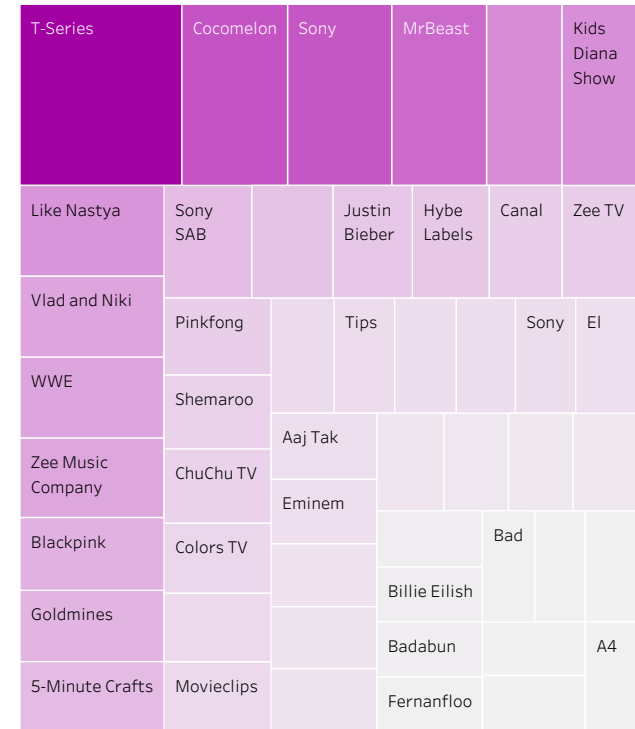 T-Series
Cocomelon
Sony
MrBeast
Kids
Diana
Show
Like Nastya
Sony
SAB
Justin
Bieber
Hybe
Labels
Canal
Zee TV
Vlad and Niki
Pinkfong
Tips
Sony
El
WWE
Shemaroo
Aaj Tak
Zee Music
Company
ChuChu TV
Eminem
Blackpink
Colors TV
Bad
Billie Eilish
Goldmines
Badabun
A4
5-Minute Crafts
Movieclips
Fernanfloo